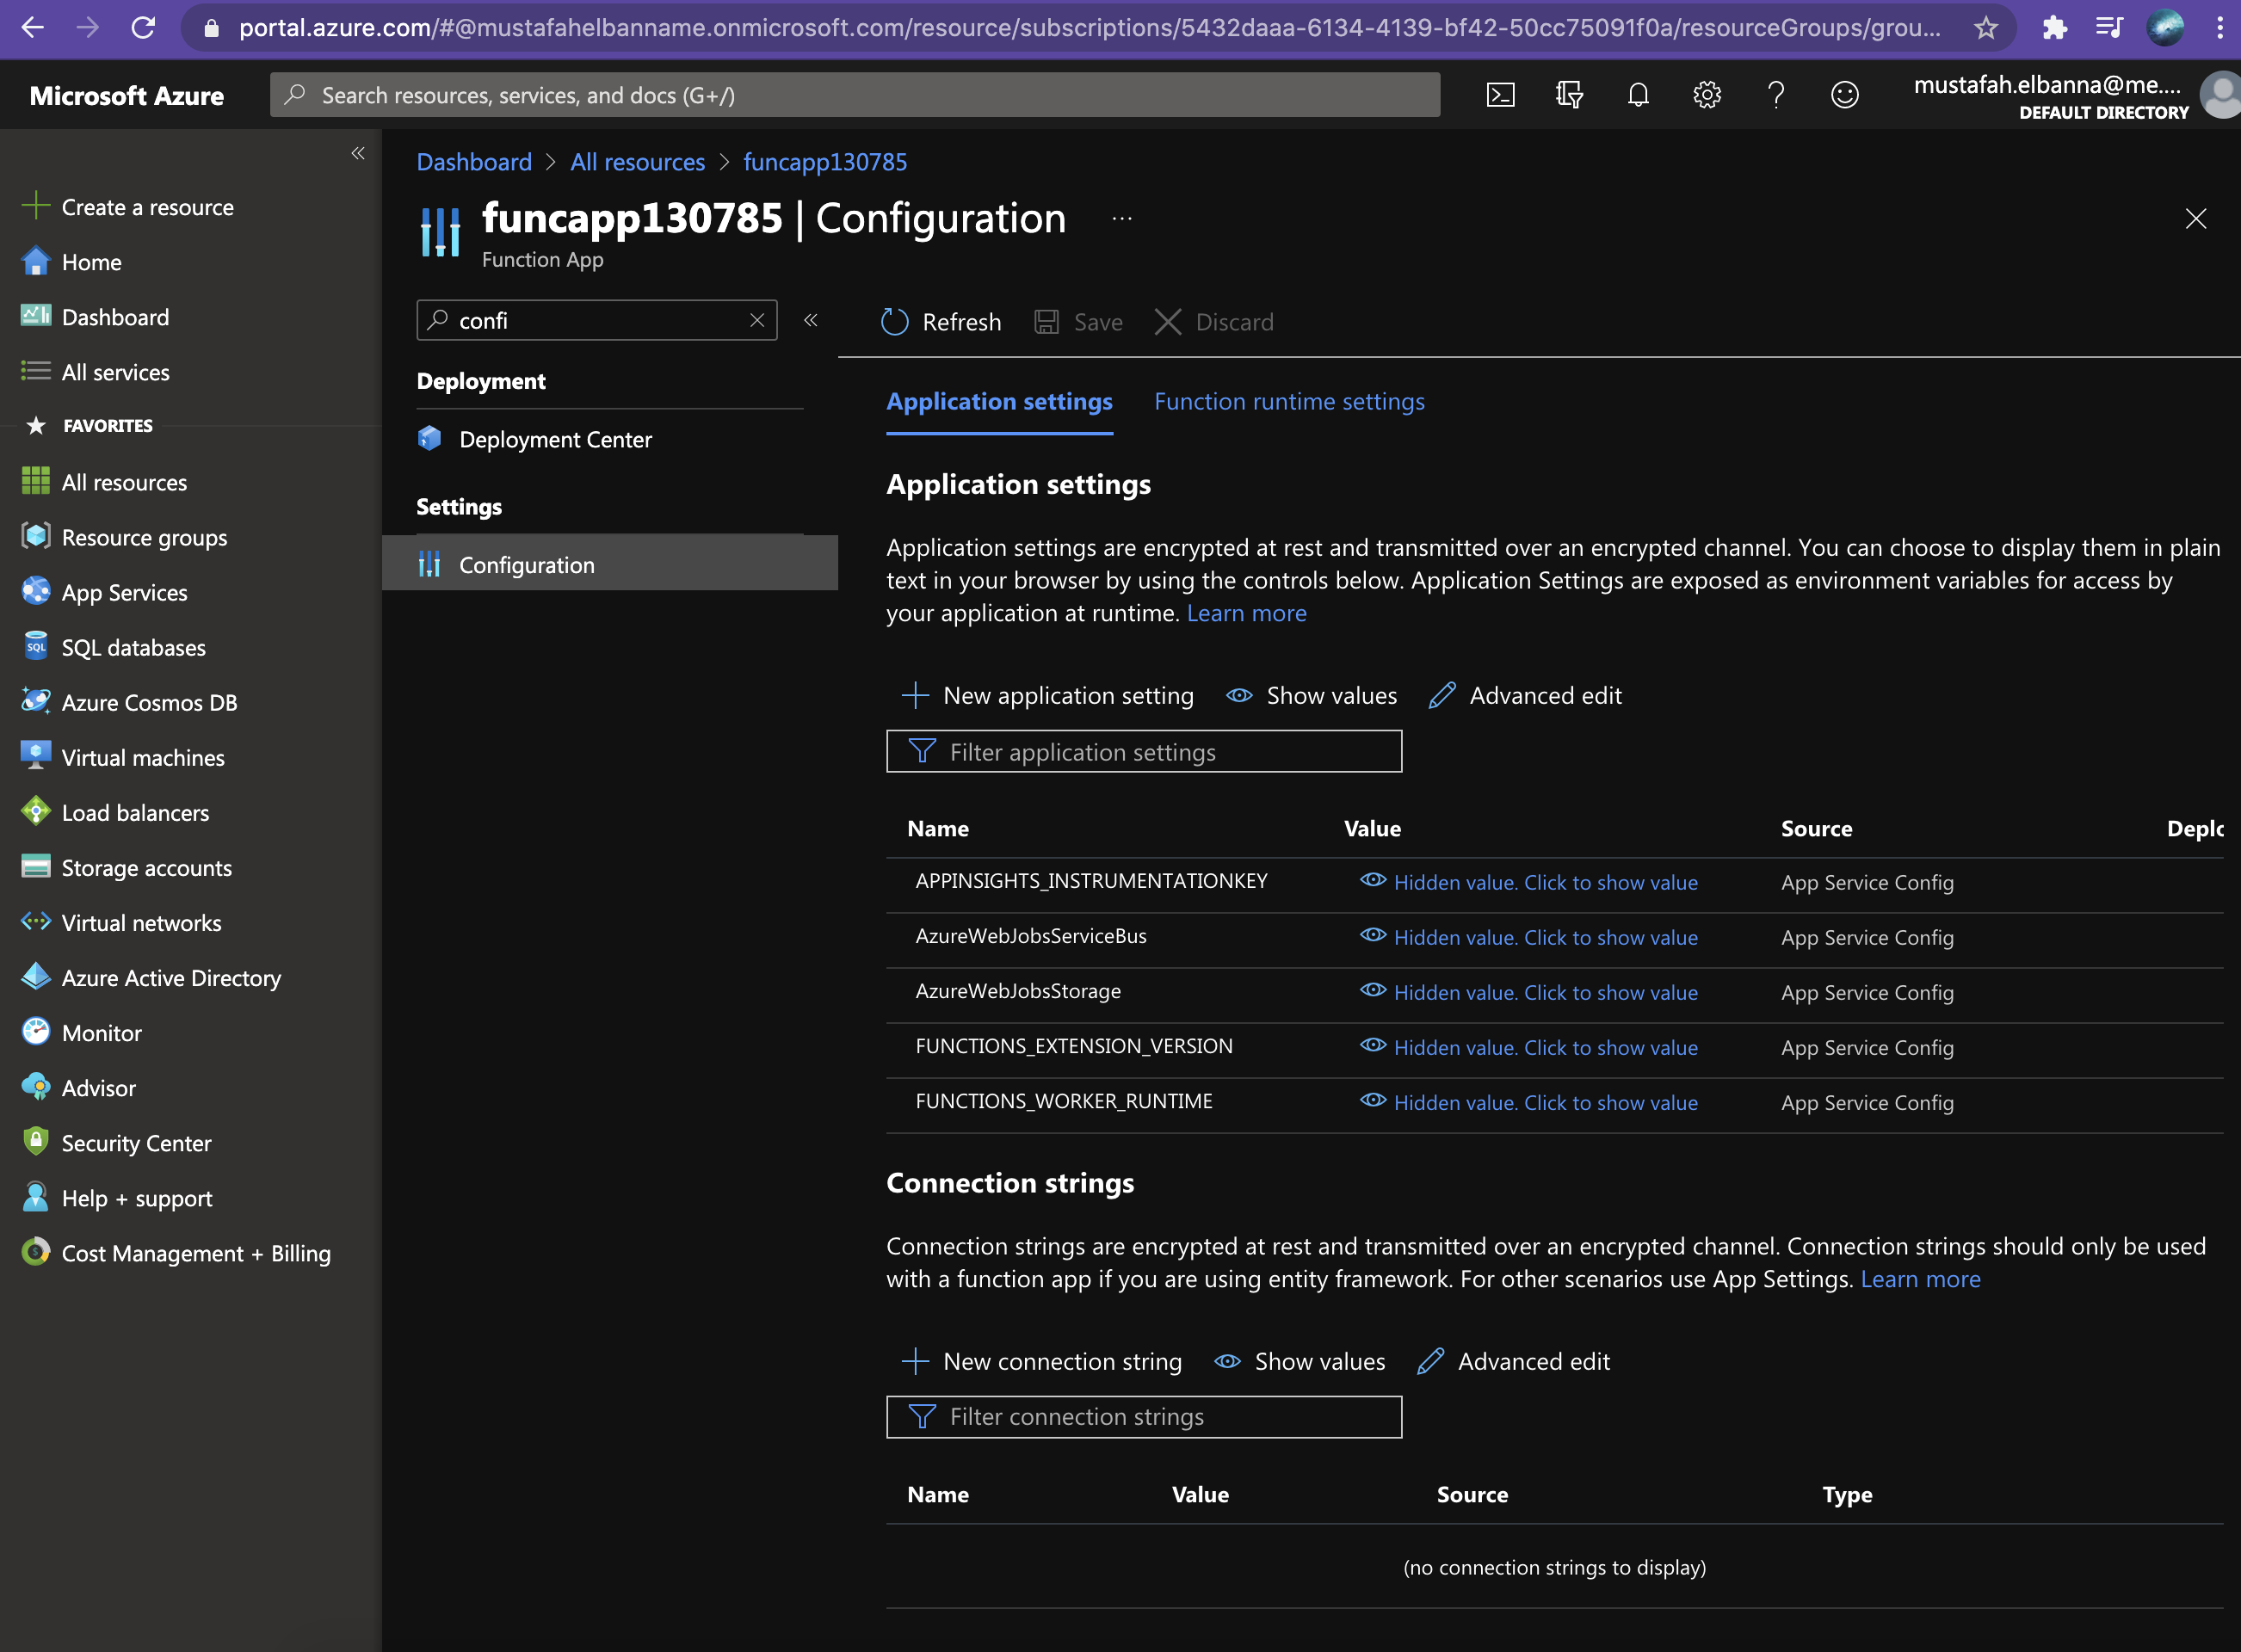 portal.azure.com/#@mustafahelbanname.onmicrosoft.com/resource/subscriptions/5432daaa-6134-4139-bf42-50cc75091f0a/resourceGroups/grou...
Microsoft Azure
Search resources, services, and docs (G+/)
mustafah.elbanna@me....
DEFAULT DIRECTORY
Create a resource
Home
Dashboard
All services
FAVORITES
All resources
Resource groups
App Services
SQL databases
Azure Cosmos DB
Virtual machines
Load balancers
Storage accounts
Virtual networks
Azure Active Directory
Monitor
Advisor
Security Center
Help + support
Cost Management + Billing
Dashboard > All resources > funcapp130785
funcapp130785 | Configuration ...
Function App
confi
Deployment
Deployment Center
Settings
Configuration
Refresh Save Discard
Application settings Function runtime settings
Application settings
Application settings are encrypted at rest and transmitted over an encrypted channel. You can choose to display them in plain
text in your browser by using the controls below. Application Settings are exposed as environment variables for access by
your application at runtime. Learn more
New application setting Show values Advanced edit
Filter application settings
Name Value Source Deplo
APPINSIGHTS_INSTRUMENTATIONKEY Hidden value. Click to show value App Service Config
AzureWebJobsServiceBus Hidden value. Click to show value App Service Config
AzureWebJobsStorage Hidden value. Click to show value App Service Config
FUNCTIONS_EXTENSION_VERSION Hidden value. Click to show value App Service Config
FUNCTIONS_WORKER_RUNTIME Hidden value. Click to show value App Service Config
Connection strings
Connection strings are encrypted at rest and transmitted over an encrypted channel. Connection strings should only be used
with a function app if you are using entity framework. For other scenarios use App Settings. Learn more
New connection string Show values Advanced edit
Filter connection strings
Name Value Source Type
(no connection strings to display)